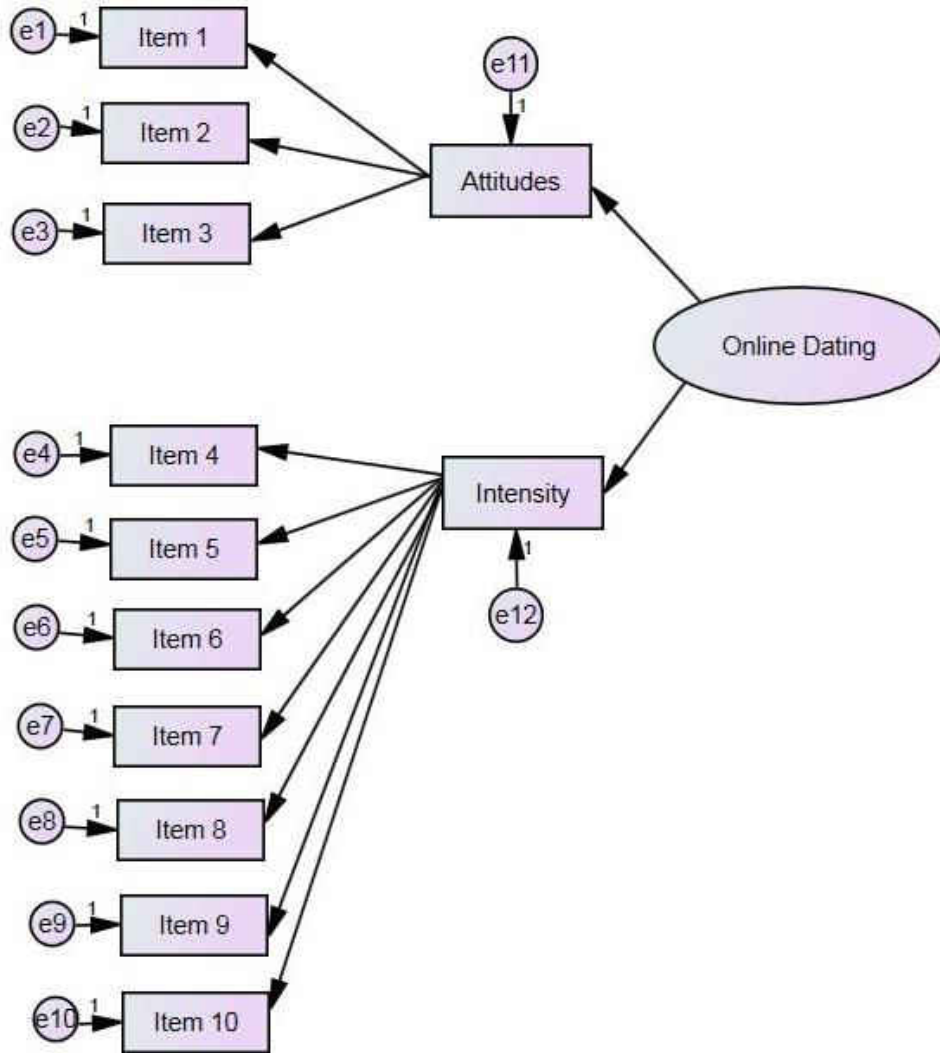 e1
1
Item 1
e2
1
Item 2
e3
1
Item 3
e11
1
Attitudes
Online Dating
e4
1
Item 4
e5
1
Item 5
e6
1
Item 6
e7
1
Item 7
e8
1
Item 8
e9
1
Item 9
e10
1
Item 10
Intensity
1
e12